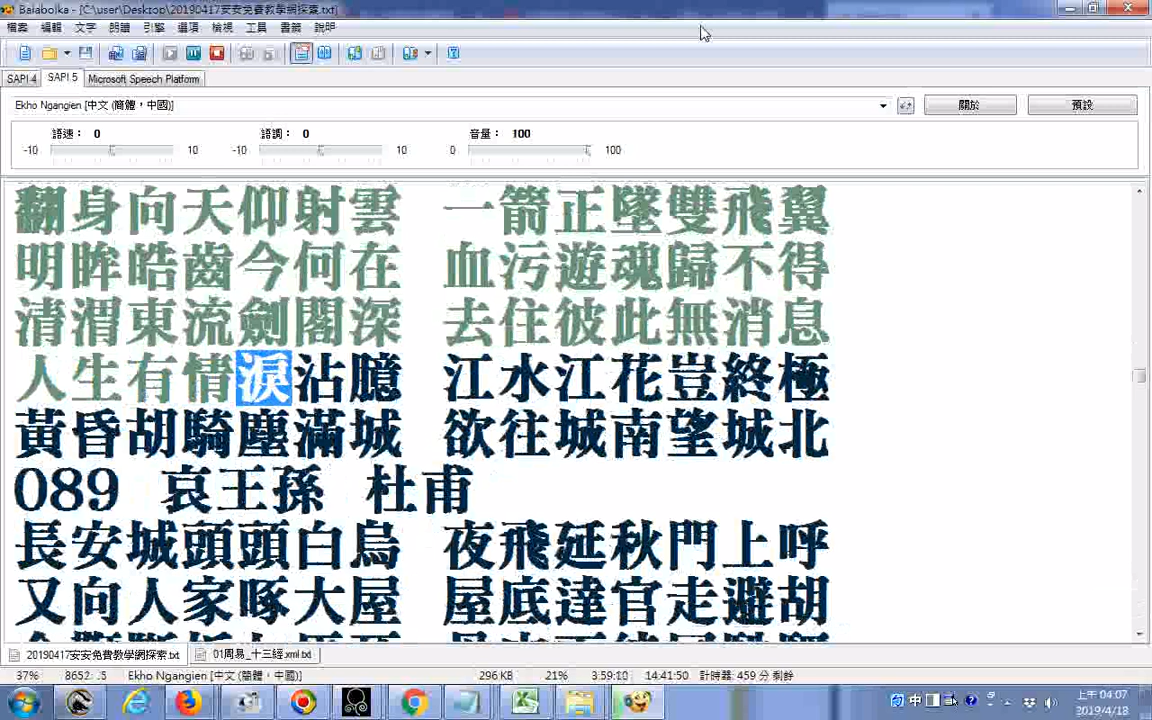 Balabolka - [C:\user\Desktop\20190417安安免費教學網探索.txt]
檔案 編輯 文字 朗讀 引擎 選項 檢視 工具 書籤 說明
SAPI 4 SAPI 5 Microsoft Speech Platform
Ekho Ngangien [中文 (簡體，中國)] 關於 預設
語速： 0 語調： 0 音量： 100
-10 10 -10 10 0 100
翻身向天仰射雲 一箭正墜雙飛翼
明眸皓齒今何在 血污遊魂歸不得
清渭東流劍閣深 去住彼此無消息
人生有情淚沾臆 江水江花豈終極
黃昏胡騎塵滿城 欲往城南望城北
089 哀王孫 杜甫
長安城頭頭白烏 夜飛延秋門上呼
又向人家啄大屋 屋底達官走避胡
20190417安安免費教學網探索.txt 01周易_十三經.xml.txt
37% 8652: .5 Ekho Ngangien [中文 (簡體，中國)] 296 KB 21% 3:59:10 14:41:50 計時器: 459 分 剩餘
中 上午 04:07
2019/4/18